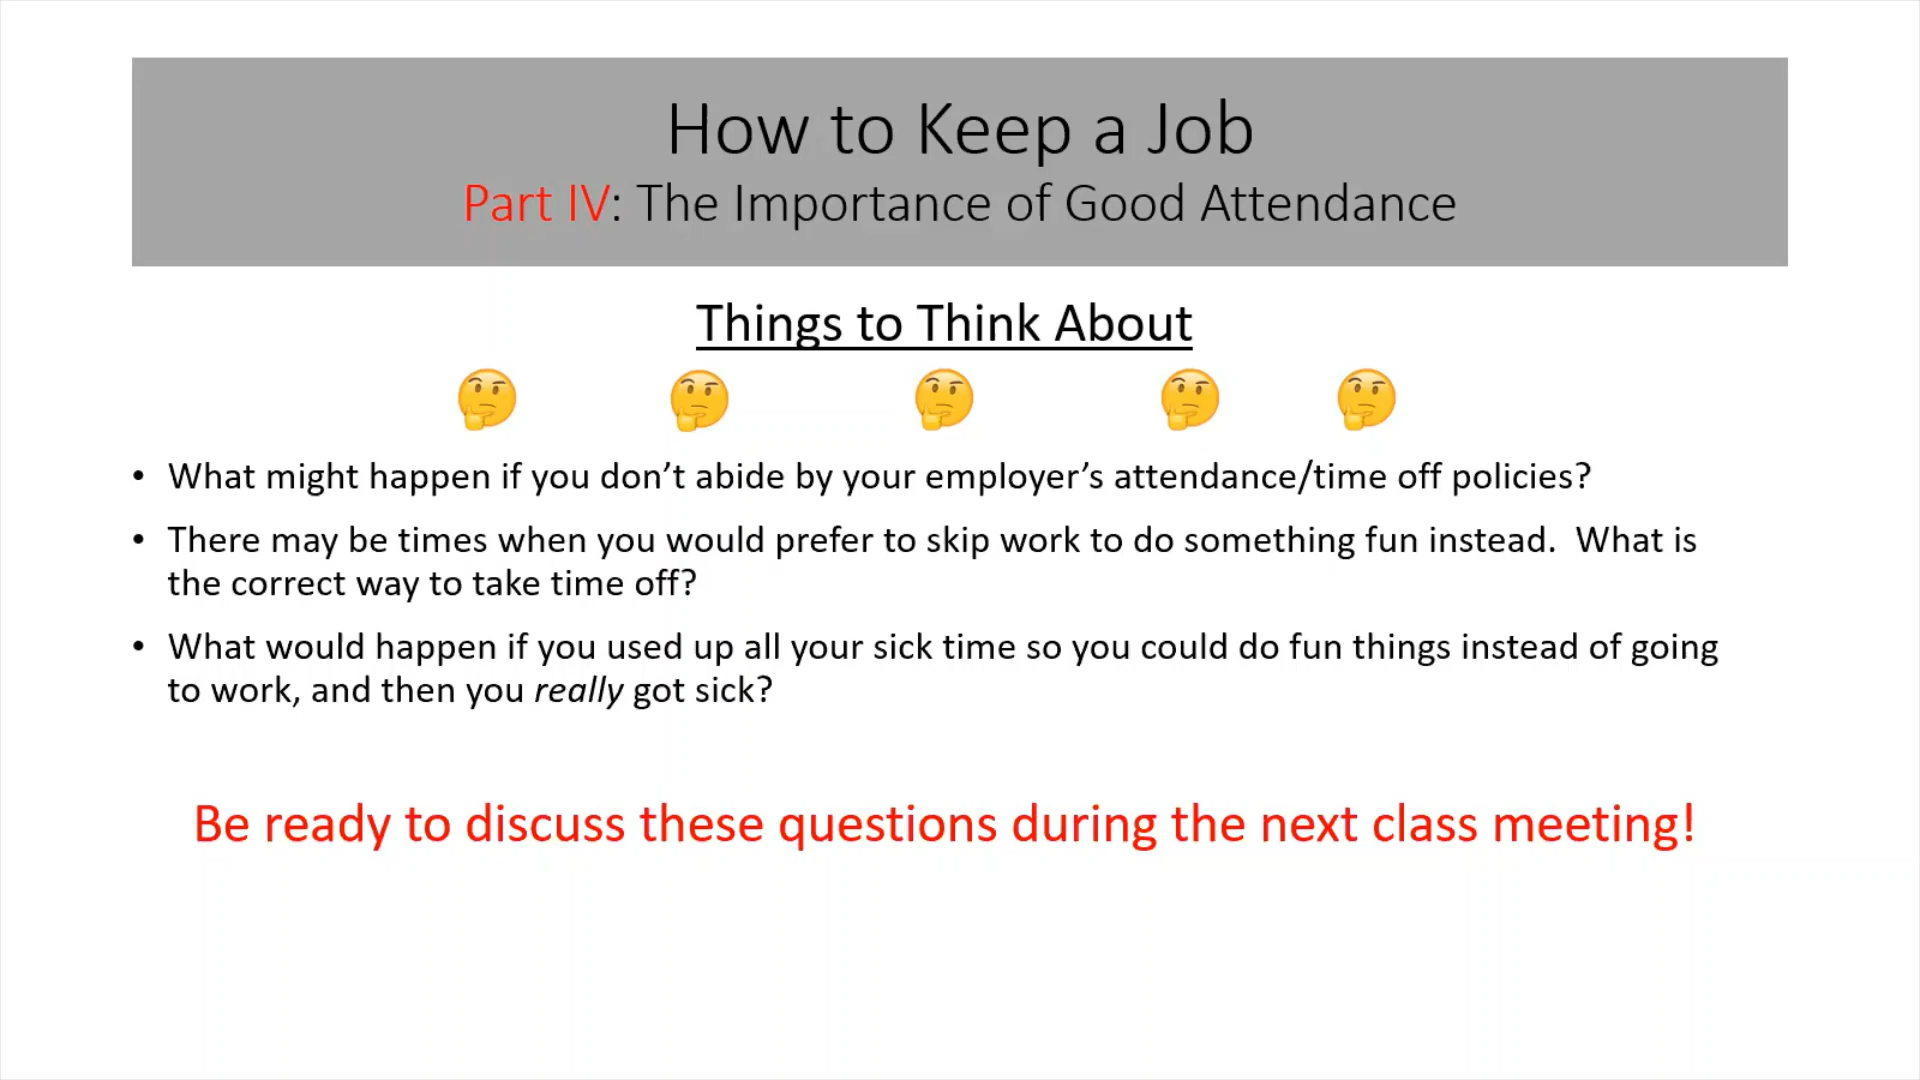 How to Keep a Job
Part IV: The Importance of Good Attendance
Things to Think About
• What might happen if you don’t abide by your employer’s attendance/time off policies?
• There may be times when you would prefer to skip work to do something fun instead.  What is
the correct way to take time off?
• What would happen if you used up all your sick time so you could do fun things instead of going
to work, and then you really got sick?
Be ready to discuss these questions during the next class meeting!